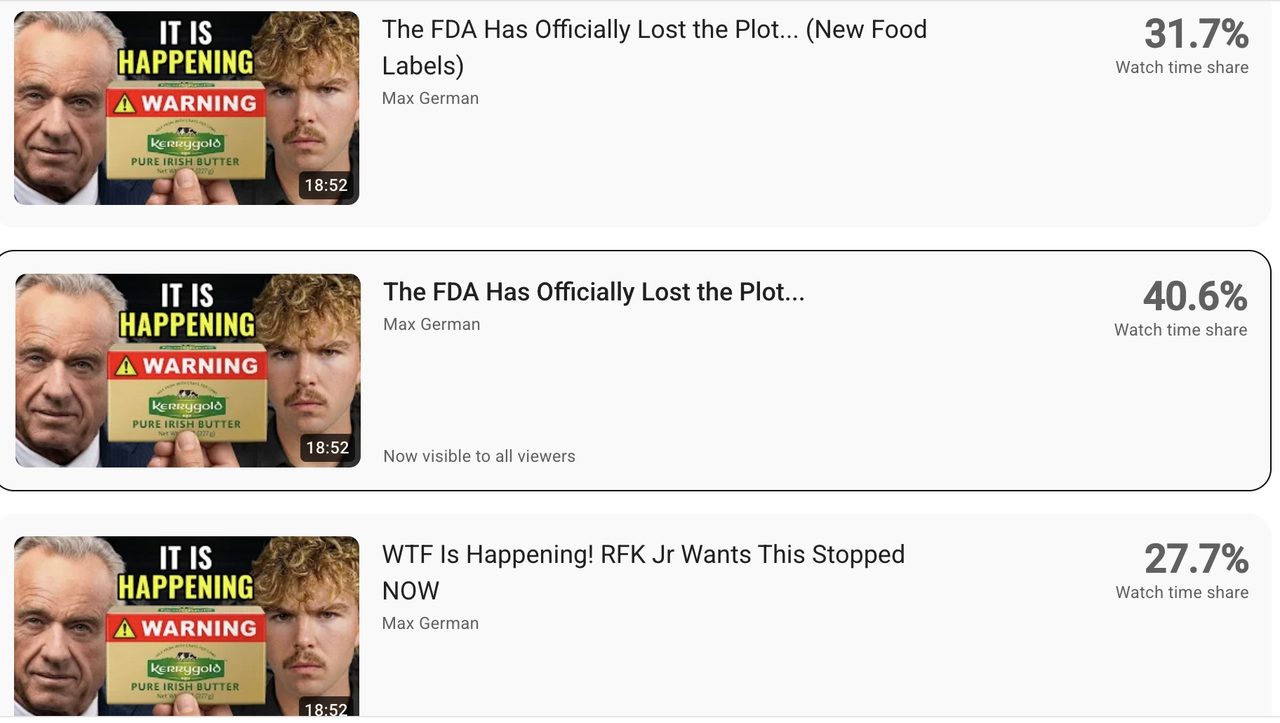 IT IS
HAPPENING
WARNING
Kerrygold
PURE IRISH BUTTER
18:52
The FDA Has Officially Lost the Plot... (New Food
Labels)
Max German
31.7%
Watch time share
IT IS
HAPPENING
WARNING
Kerrygold
PURE IRISH BUTTER
18:52
The FDA Has Officially Lost the Plot...
Max German
Now visible to all viewers
40.6%
Watch time share
IT IS
HAPPENING
WARNING
Kerrygold
PURE IRISH BUTTER
18:52
WTF Is Happening! RFK Jr Wants This Stopped
NOW
Max German
27.7%
Watch time share